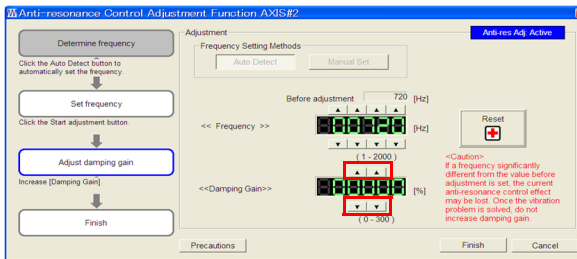 Anti-resonance Control Adjustment Function AXIS#2
Determine frequency
Click the Auto Detect button to
automatically set the frequency.
Set frequency
Click the Start adjustment button.
Adjust damping gain
Increase [Damping Gain].
Finish
Adjustment
Anti-res Adj: Active
Frequency Setting Methods
Auto Detect
Manual Set
Before adjustment 720 [Hz]
<< Frequency >>
[Hz]
( 1 - 2000 )
<<Damping Gain>>
[%]
( 0 - 300 )
Reset
<Caution>
If a frequency significantly
different from the value before
adjustment is set, the current
anti-resonance control effect
may be lost. Once the vibration
problem is solved, do not
increase damping gain.
Precautions
Finish
Cancel